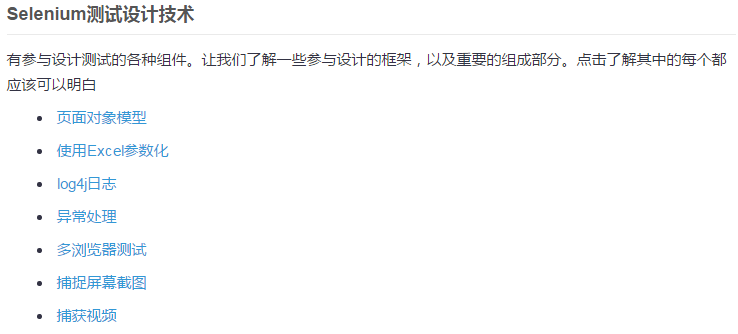 Selenium测试设计技术
有参与设计测试的各种组件。让我们了解一些参与设计的框架，以及重要的组成部分。点击了解其中的每个都
应该可以明白
页面对象模型
使用Excel参数化
log4j日志
异常处理
多浏览器测试
捕捉屏幕截图
捕获视频